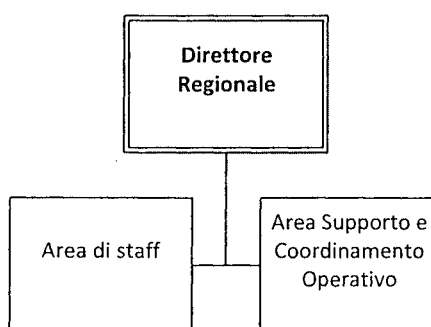 Direttore
Regionale
Area di staff
Area Supporto e
Coordinamento
Operativo